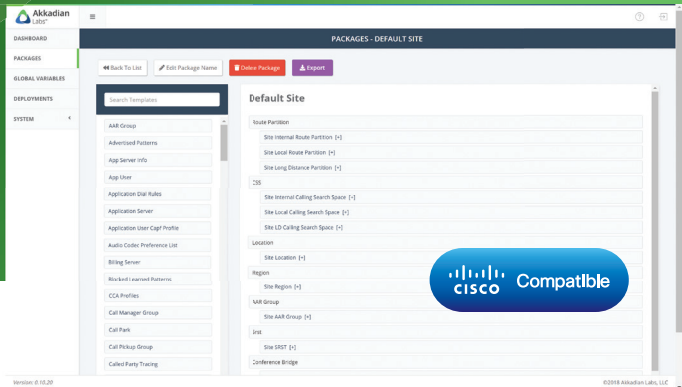 Akkadian
Labs
DASHBOARD
PACKAGES
GLOBAL VARIABLES
DEPLOYMENTS
SYSTEM
PACKAGES - DEFAULT SITE
Back To List
Edit Package Name
Delete Package
Export
Search Templates
AAR Group
Advertised Patterns
App Server Info
App User
Application Dial Rules
Application Server
Application User Capf Profile
Audio Codec Preference List
Billing Server
Blocked Learned Patterns
CCA Profiles
Call Manager Group
Call Park
Call Pickup Group
Called Party Tracing
Default Site
Route Partition
Site Internal Route Partition [+]
Site Local Route Partition [+]
Site Long Distance Partition [+]
CSS
Site Internal Calling Search Space [+]
Site Local Calling Search Space [+]
Site LD Calling Search Space [+]
Location
Site Location [+]
Region
Site Region [+]
AAR Group
Site AAR Group [+]
Srst
Site SRST [+]
Conference Bridge
CISCO Compatible
Version: 0.10.20
©2018 Akkadian Labs, LLC